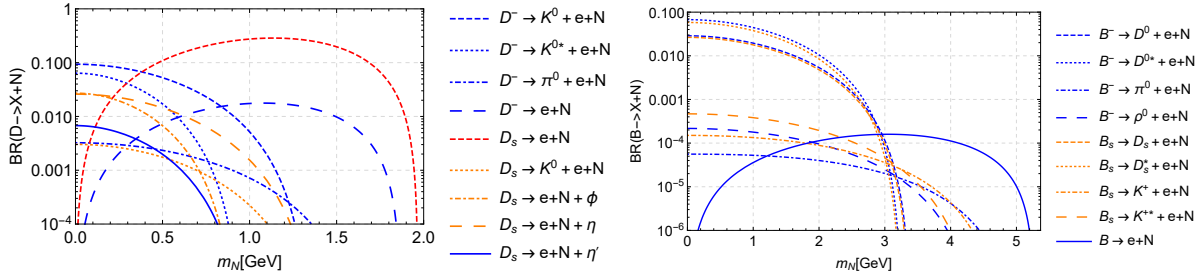 BR(D->X+N)
1
0.100
0.010
0.001
10⁻⁴
0.0
0.5
1.0
1.5
2.0
m_N[GeV]
D⁻ → K⁰ + e+N
D⁻ → K⁰* + e+N
D⁻ → π⁰ + e+N
D⁻ → e+N
D_s → e+N
D_s → K⁰ + e+N
D_s → e+N + ϕ
D_s → e+N + η
D_s → e+N + η′
BR(B->X+N)
0.100
0.010
0.001
10⁻⁴
10⁻⁵
10⁻⁶
0
1
2
3
4
5
m_N[GeV]
B⁻ → D⁰ + e+N
B⁻ → D⁰* + e+N
B⁻ → π⁰ + e+N
B⁻ → ρ⁰ + e+N
B_s → D_s + e+N
B_s → D_s* + e+N
B_s → K⁺ + e+N
B_s → K⁺* + e+N
B → e+N